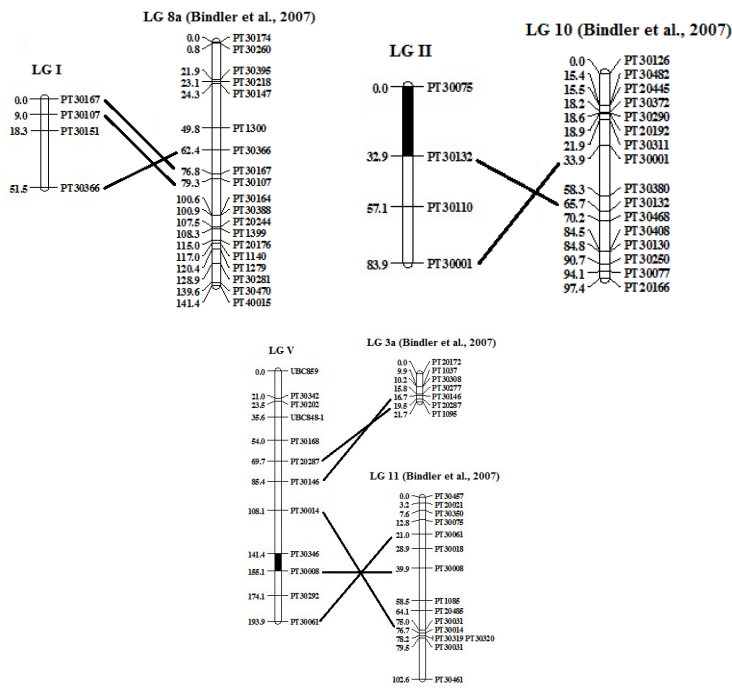 LG 8a (Bindler et al., 2007)
0.0 PT30174
0.8 PT30260
21.9 PT30395
23.1 PT30218
24.3 PT30147
49.8 PT1300
62.4 PT30366
76.8 PT30167
79.3 PT30107
100.6 PT30164
100.9 PT30388
107.5 PT20244
108.3 PT1399
115.0 PT20176
117.0 PT1140
120.4 PT1279
128.9 PT30281
139.6 PT30470
141.4 PT40015
LG I
0.0 PT30167
9.0 PT30107
18.3 PT30151
51.5 PT30366
LG II
0.0 PT30075
32.9 PT30132
57.1 PT30110
83.9 PT30001
LG 10 (Bindler et al., 2007)
0.0 PT30126
15.4 PT30482
15.5 PT20445
18.2 PT30372
18.6 PT30290
18.9 PT20192
21.9 PT30311
33.9 PT30001
58.3 PT30380
65.7 PT30132
70.2 PT30468
84.5 PT30408
84.8 PT30130
90.7 PT30250
94.1 PT30077
97.4 PT20166
LG V
0.0 UBC859
21.0 PT30342
23.5 PT30202
35.6 UBC848-1
54.0 PT30168
69.7 PT20287
85.4 PT30146
108.1 PT30014
141.4 PT30346
155.1 PT30008
174.1 PT30292
193.9 PT30061
LG 3a (Bindler et al., 2007)
0.0 PT20172
9.9 PT1037
10.2 PT30308
15.8 PT30277
16.7 PT30146
19.5 PT20287
21.7 PT1095
LG 11 (Bindler et al., 2007)
0.0 PT30457
3.2 PT20021
7.6 PT30350
12.8 PT30075
21.0 PT30061
28.9 PT30018
39.9 PT30008
58.5 PT1085
64.1 PT20485
75.0 PT30031
76.7 PT30014
78.2 PT30319 PT30320
79.5 PT30031
102.6 PT30461